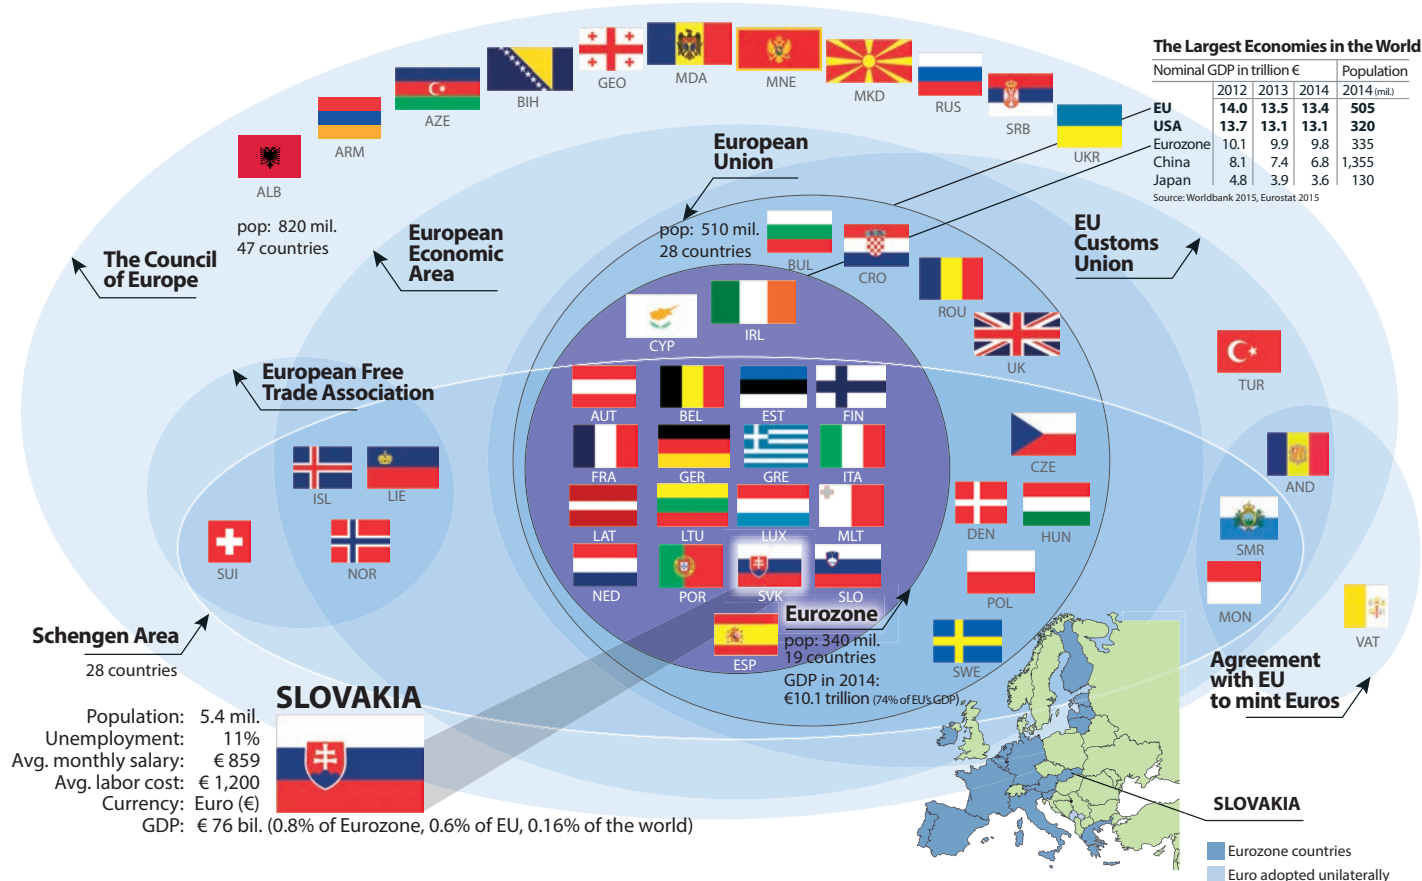 The Largest Economies in the World
Nominal GDP in trillion € Population
2012 2013 2014 2014 (mil.)
EU 14.0 13.5 13.4 505
USA 13.7 13.1 13.1 320
Eurozone 10.1 9.9 9.8 335
China 8.1 7.4 6.8 1,355
Japan 4.8 3.9 3.6 130
Source: Worldbank 2015, Eurostat 2015
ALB
ARM
AZE
BIH
GEO
MDA
MNE
MKD
RUS
SRB
UKR
The Council
of Europe
pop: 820 mil.
47 countries
European
Economic
Area
European
Union
pop: 510 mil.
28 countries
EU
Customs
Union
BUL
CRO
ROU
UK
TUR
CYP
IRL
European Free
Trade Association
ISL
LIE
SUI
NOR
AUT
BEL
EST
FIN
FRA
GER
GRE
ITA
LAT
LTU
LUX
MLT
NED
POR
SVK
SLO
ESP
CZE
DEN
HUN
POL
SWE
AND
SMR
MON
VAT
Eurozone
pop: 340 mil.
19 countries
GDP in 2014:
€10.1 trillion (74% of EU's GDP)
Schengen Area
28 countries
Agreement
with EU
to mint Euros
SLOVAKIA
Population: 5.4 mil.
Unemployment: 11%
Avg. monthly salary: € 859
Avg. labor cost: € 1,200
Currency: Euro (€)
GDP: € 76 bil. (0.8% of Eurozone, 0.6% of EU, 0.16% of the world)
SLOVAKIA
Eurozone countries
Euro adopted unilaterally